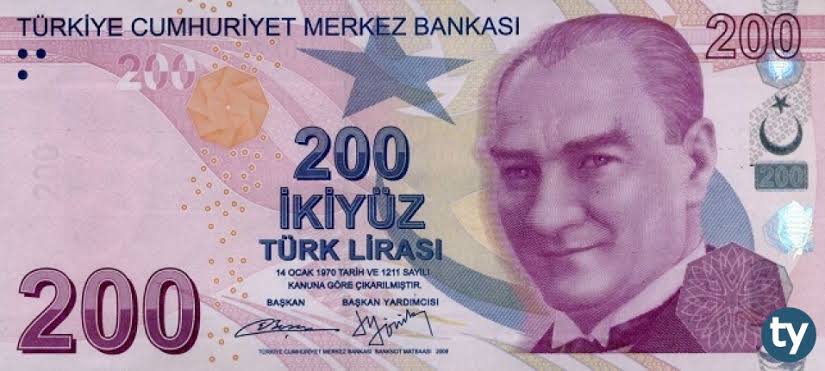 TÜRKİYE CUMHURİYET MERKEZ BANKASI
200
200
200
200
İKİYÜZ
TÜRK LİRASI
14 OCAK 1970 TARİH VE 1211 SAYILI
KANUNA GÖRE ÇIKARILMIŞTIR.
BAŞKAN BAŞKAN YARDIMCISI
200
200
TÜRKİYE CUMHURİYET MERKEZ BANKASI BANKNOT MATBAASI 2009
ty